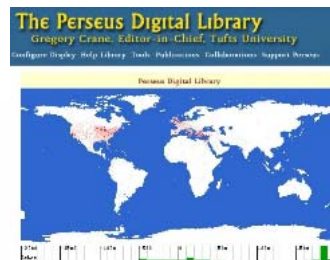 The Perseus Digital Library
Gregory Crane, Editor-in-Chief, Tufts University
Configure Display Help Library Tools Publications Collaborations Support Perseus
Perseus Digital Library